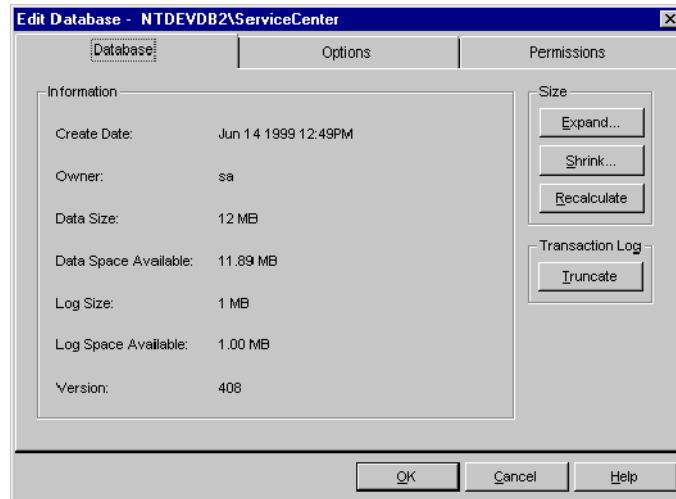 Edit Database - NTDEVDB2\ServiceCenter
Database Options Permissions
Information
Create Date: Jun 14 1999 12:49PM
Owner: sa
Data Size: 12 MB
Data Space Available: 11.89 MB
Log Size: 1 MB
Log Space Available: 1.00 MB
Version: 408
Size
Expand...
Shrink...
Recalculate
Transaction Log
Truncate
OK Cancel Help